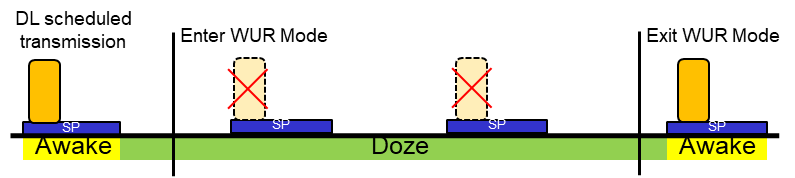 DL scheduled
transmission
Enter WUR Mode
Exit WUR Mode
SP
SP
SP
SP
Awake
Doze
Awake